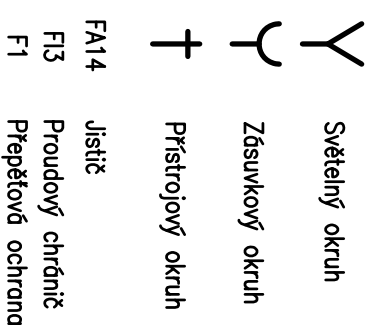 Světelný okruh
Zásuvkový okruh
Přístrojový okruh
FA14 Jistič
FI3 Proudový chránič
F1 Přepěťová ochrana